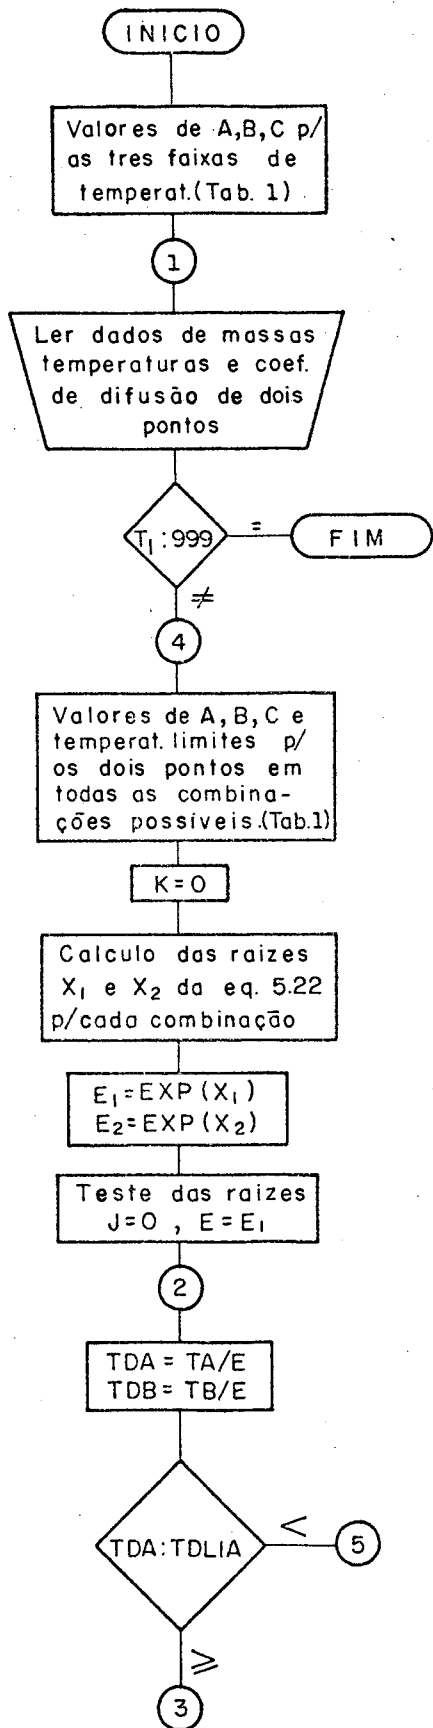 INICIO
Valores de A,B,C p/
as tres faixas de
temperat.(Tab. 1)
1
Ler dados de massas
temperaturas e coef.
de difusão de dois
pontos
T₁:999
=
FIM
≠
4
Valores de A,B,C e
temperat. limites p/
os dois pontos em
todas as combina-
ções possíveis.(Tab.1)
K=0
Calculo das raizes
X₁ e X₂ da eq. 5.22
p/cada combinação
E₁=EXP(X₁)
E₂=EXP(X₂)
Teste das raizes
J=0 , E=E₁
2
TDA = TA/E
TDB = TB/E
TDA:TDLIA
<
5
≥
3